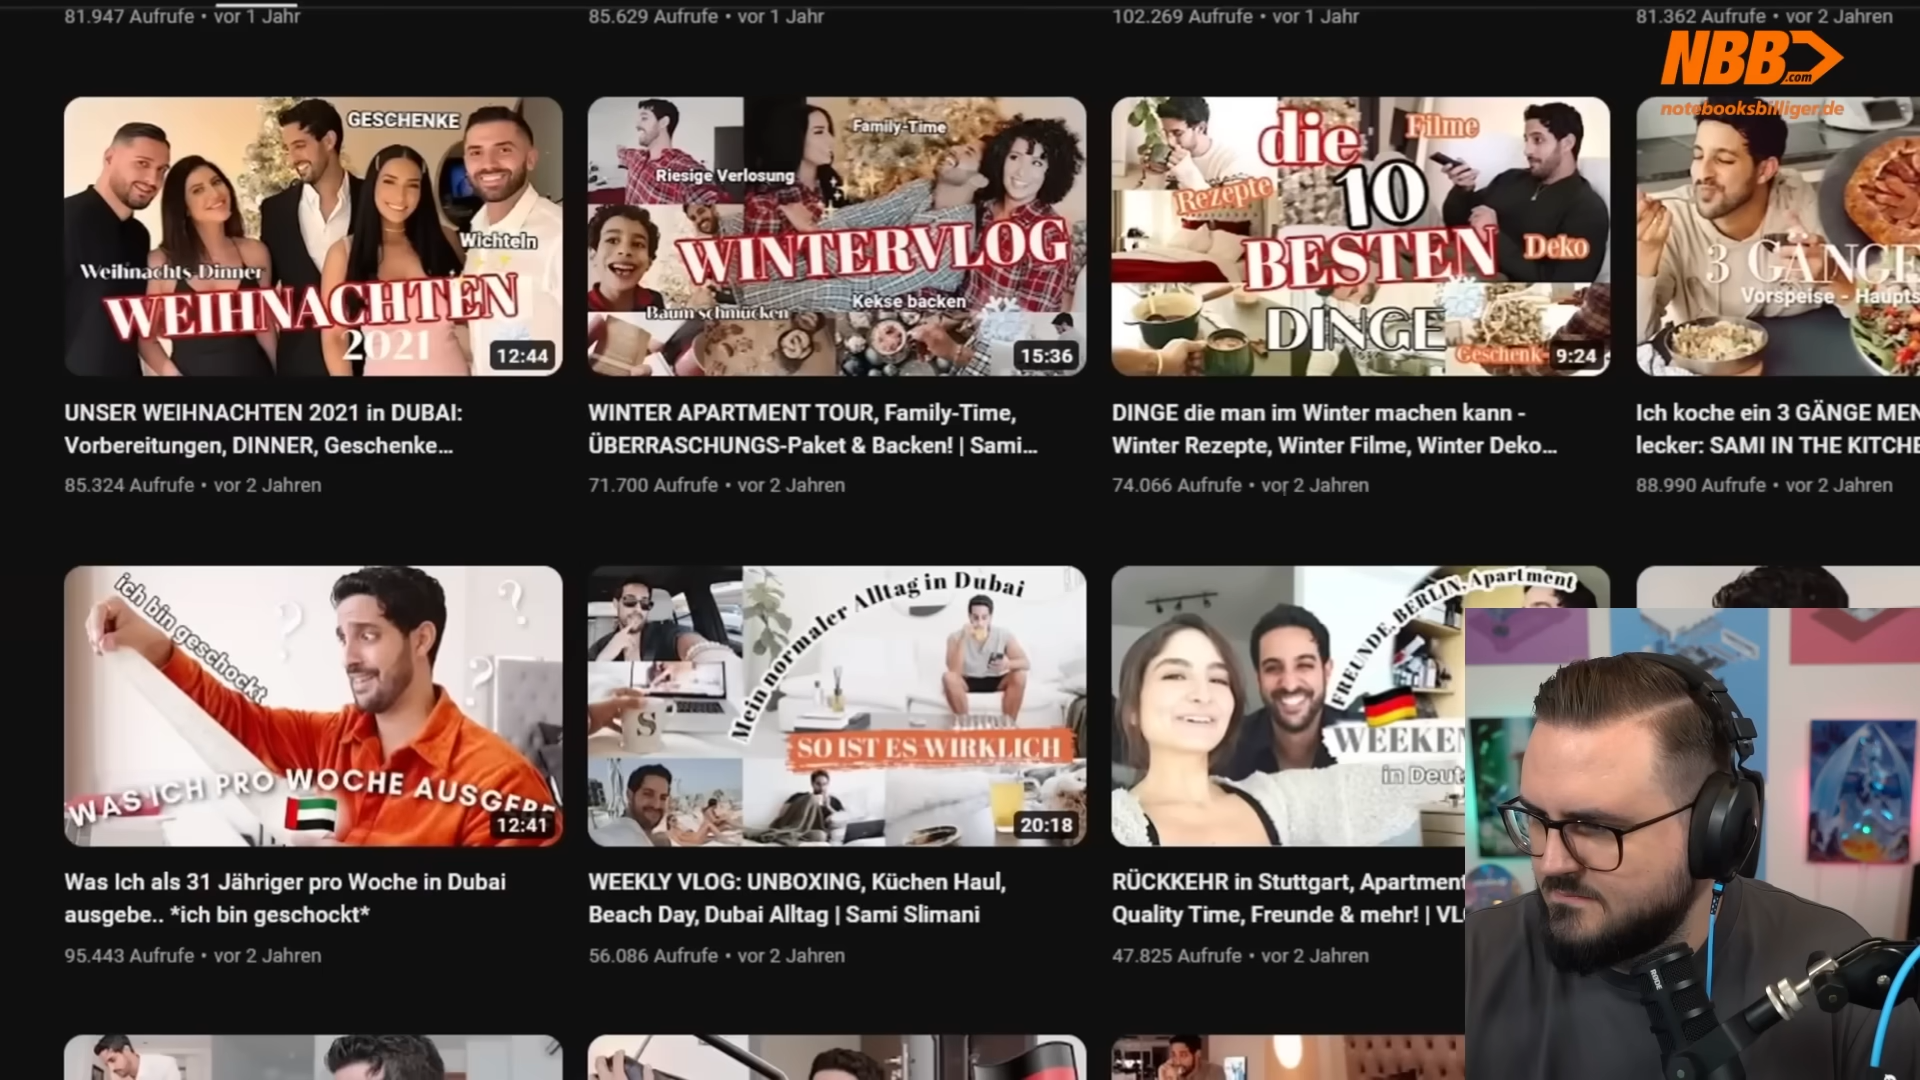 81.947 Aufrufe • vor 1 Jahr
85.629 Aufrufe • vor 1 Jahr
102.269 Aufrufe • vor 1 Jahr
81.362 Aufrufe • vor 2 Jahren
NBB
.com
notebooksbilliger.de
GESCHENKE
Wichteln
Weihnachts-Dinner
WEIHNACHTEN
2021
12:44
Family-Time
Riesige Verlosung
WINTERVLOG
Kekse backen
Baum schmücken
15:36
die
Filme
10
Rezepte
BESTEN
Deko
DINGE
Geschenk-
9:24
3 GÄNGE
Vorspeise - Haupts
UNSER WEIHNACHTEN 2021 in DUBAI:
Vorbereitungen, DINNER, Geschenke...
85.324 Aufrufe • vor 2 Jahren
WINTER APARTMENT TOUR, Family-Time,
ÜBERRASCHUNGS-Paket & Backen! | Sami...
71.700 Aufrufe • vor 2 Jahren
DINGE die man im Winter machen kann -
Winter Rezepte, Winter Filme, Winter Deko...
74.066 Aufrufe • vor 2 Jahren
Ich koche ein 3 GÄNGE MEN
lecker: SAMI IN THE KITCHE
88.990 Aufrufe • vor 2 Jahren
ich bin geschockt
WAS ICH PRO WOCHE AUSGEBE
12:41
Mein normaler Alltag in Dubai
S
SO IST ES WIRKLICH
20:18
FREUNDE, BERLIN, Apartment
WEEKEN
in Deut
Was Ich als 31 Jähriger pro Woche in Dubai
ausgebe.. *ich bin geschockt*
95.443 Aufrufe • vor 2 Jahren
WEEKLY VLOG: UNBOXING, Küchen Haul,
Beach Day, Dubai Alltag | Sami Slimani
56.086 Aufrufe • vor 2 Jahren
RÜCKKEHR in Stuttgart, Apartment
Quality Time, Freunde & mehr! | VL
47.825 Aufrufe • vor 2 Jahren
RODE